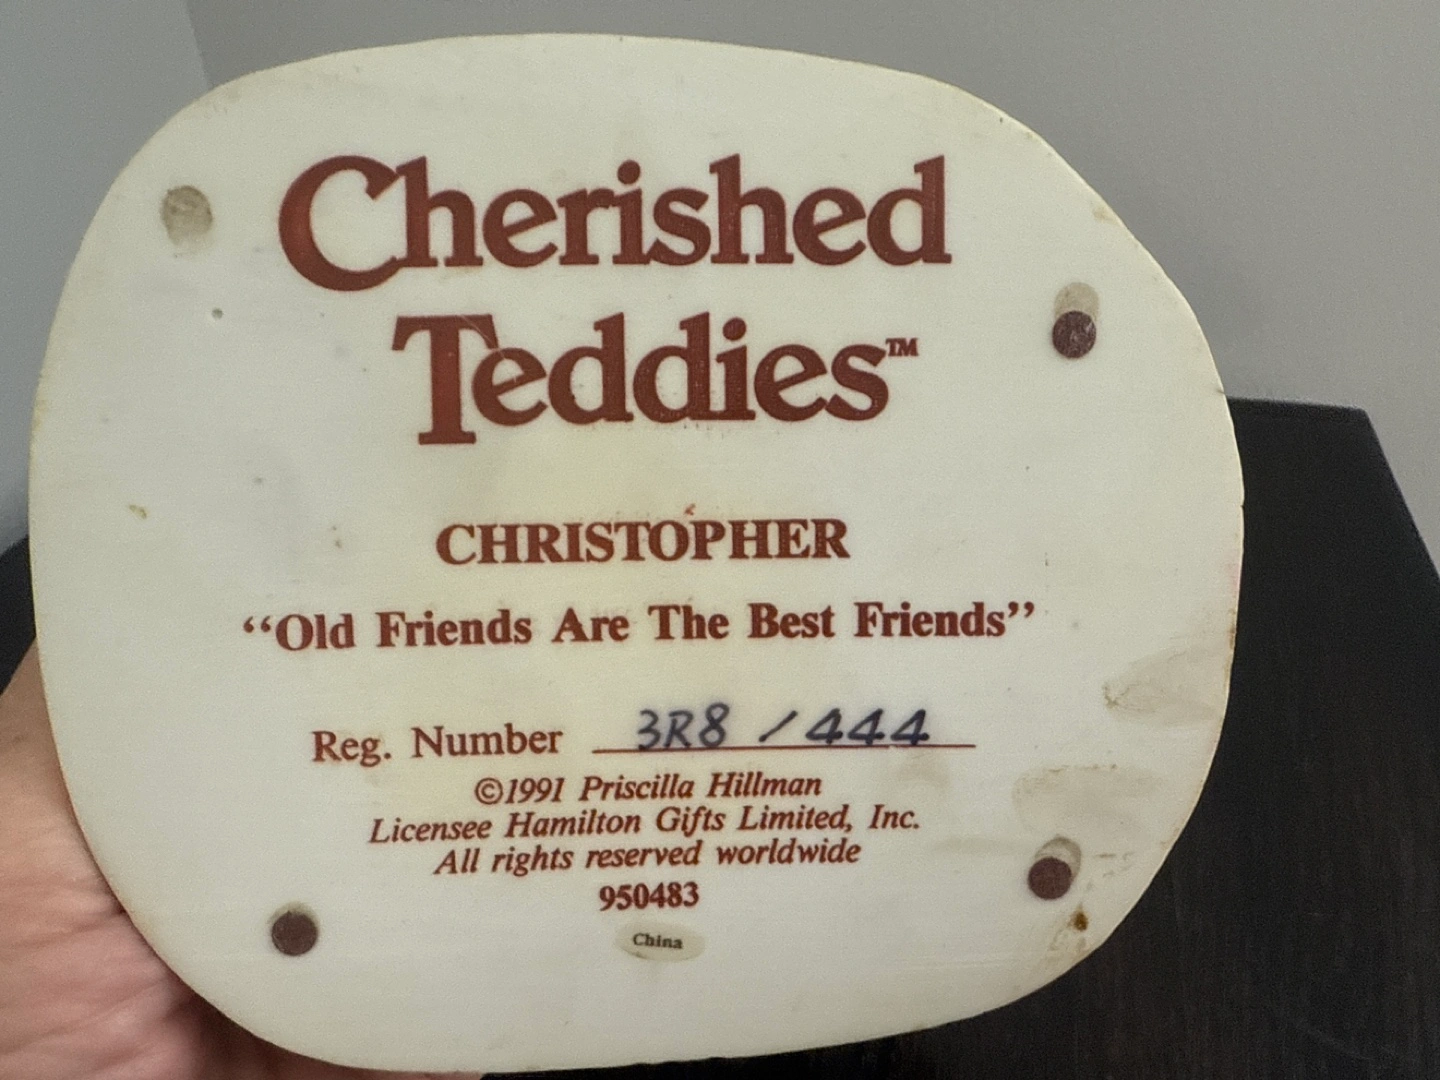 Cherished
Teddies™
CHRISTOPHER
“Old Friends Are The Best Friends”
Reg. Number 3R8 / 444
©1991 Priscilla Hillman
Licensee Hamilton Gifts Limited, Inc.
All rights reserved worldwide
950483
China